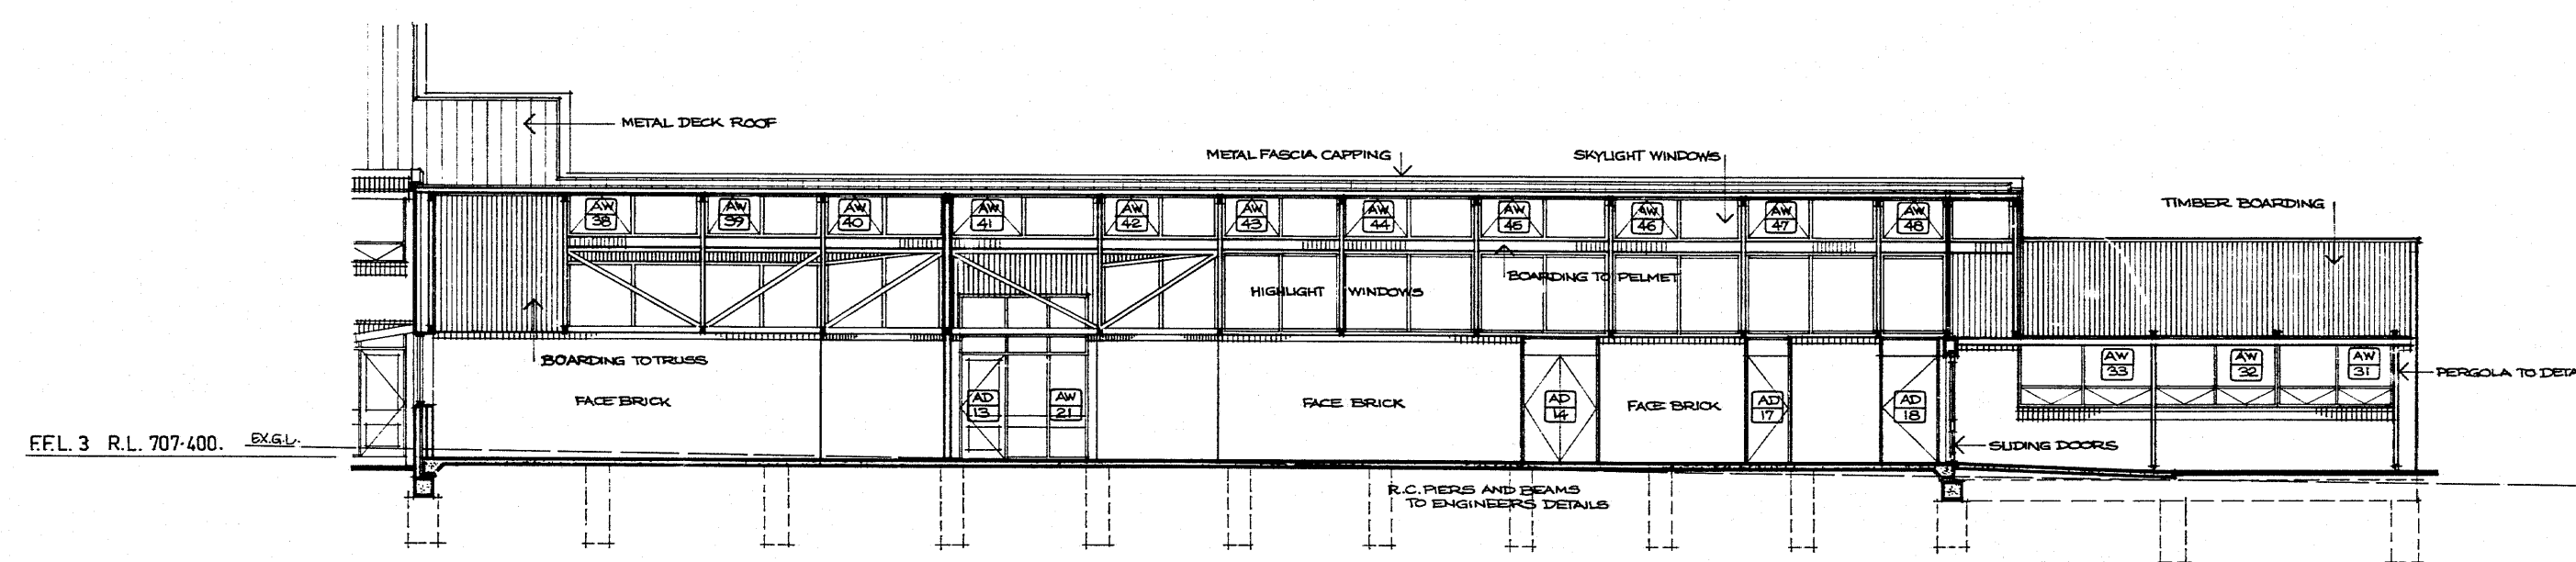 METAL DECK ROOF
METAL FASCIA CAPPING
SKYLIGHT WINDOWS
TIMBER BOARDING
AW 38
AW 39
AW 40
AW 41
AW 42
AW 43
AW 44
AW 45
AW 46
AW 47
AW 48
BOARDING TO PELMET
HIGHLIGHT WINDOWS
BOARDING TO TRUSS
AW 33
AW 32
AW 31
PERGOLA TO DETA
FACE BRICK
AD 13
AW 21
FACE BRICK
AD 14
FACE BRICK
AD 17
AD 18
F.F.L. 3 R.L. 707·400.
EX.G.L.
SLIDING DOORS
R.C. PIERS AND BEAMS
TO ENGINEERS DETAILS